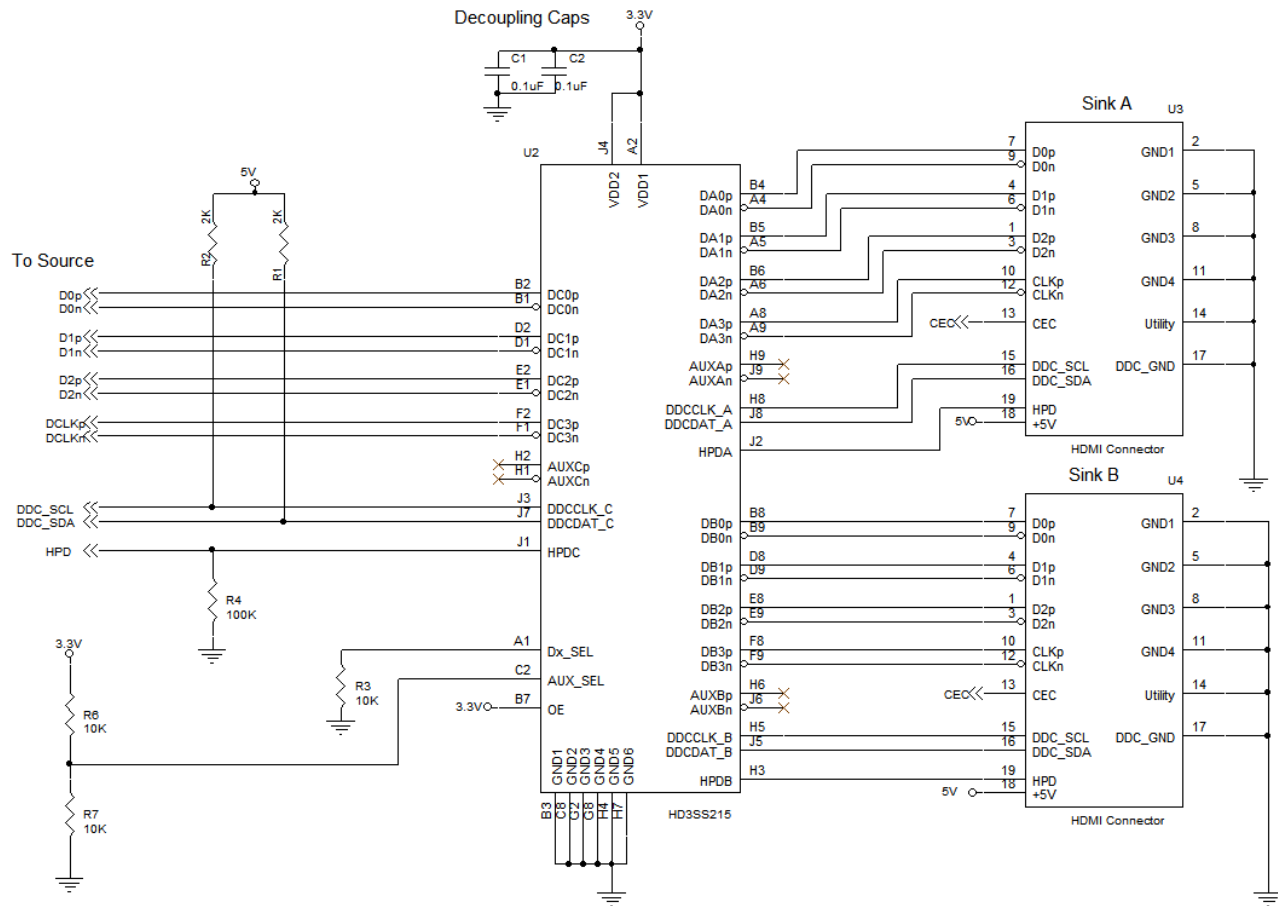 Decoupling Caps
3.3V
C1
C2
0.1uF
0.1uF
Sink A
U3
U2
J4
A2
VDD2
VDD1
5V
2K
2K
R2
R1
To Source
D0p
D0n
D1p
D1n
D2p
D2n
DCLKp
DCLKn
DDC_SCL
DDC_SDA
HPD
R4
100K
3.3V
R6
10K
R7
10K
R3
10K
3.3V
B2
B1
D2
D1
E2
E1
F2
F1
H2
H1
J3
J7
J1
A1
C2
B7
DC0p
DC0n
DC1p
DC1n
DC2p
DC2n
DC3p
DC3n
AUXCp
AUXCn
DDCCLK_C
DDCDAT_C
HPDC
Dx_SEL
AUX_SEL
OE
GND1
GND2
GND3
GND4
GND5
GND6
B3
C8
G2
G8
H4
H7
HD3SS215
DA0p
DA0n
DA1p
DA1n
DA2p
DA2n
DA3p
DA3n
AUXAp
AUXAn
DDCCLK_A
DDCDAT_A
HPDA
DB0p
DB0n
DB1p
DB1n
DB2p
DB2n
DB3p
DB3n
AUXBp
AUXBn
DDCCLK_B
DDCDAT_B
HPDB
B4
A4
B5
A5
B6
A6
A8
A9
H9
J9
H8
J8
J2
B8
B9
D8
D9
E8
E9
F8
F9
H6
J6
H5
J5
H3
7
9
4
6
1
3
10
12
CEC
13
15
16
19
5V
18
D0p
D0n
D1p
D1n
D2p
D2n
CLKp
CLKn
CEC
DDC_SCL
DDC_SDA
HPD
+5V
GND1
GND2
GND3
GND4
Utility
DDC_GND
2
5
8
11
14
17
HDMI Connector
Sink B
U4
7
9
4
6
1
3
10
12
CEC
13
15
16
19
5V
18
D0p
D0n
D1p
D1n
D2p
D2n
CLKp
CLKn
CEC
DDC_SCL
DDC_SDA
HPD
+5V
GND1
GND2
GND3
GND4
Utility
DDC_GND
2
5
8
11
14
17
HDMI Connector